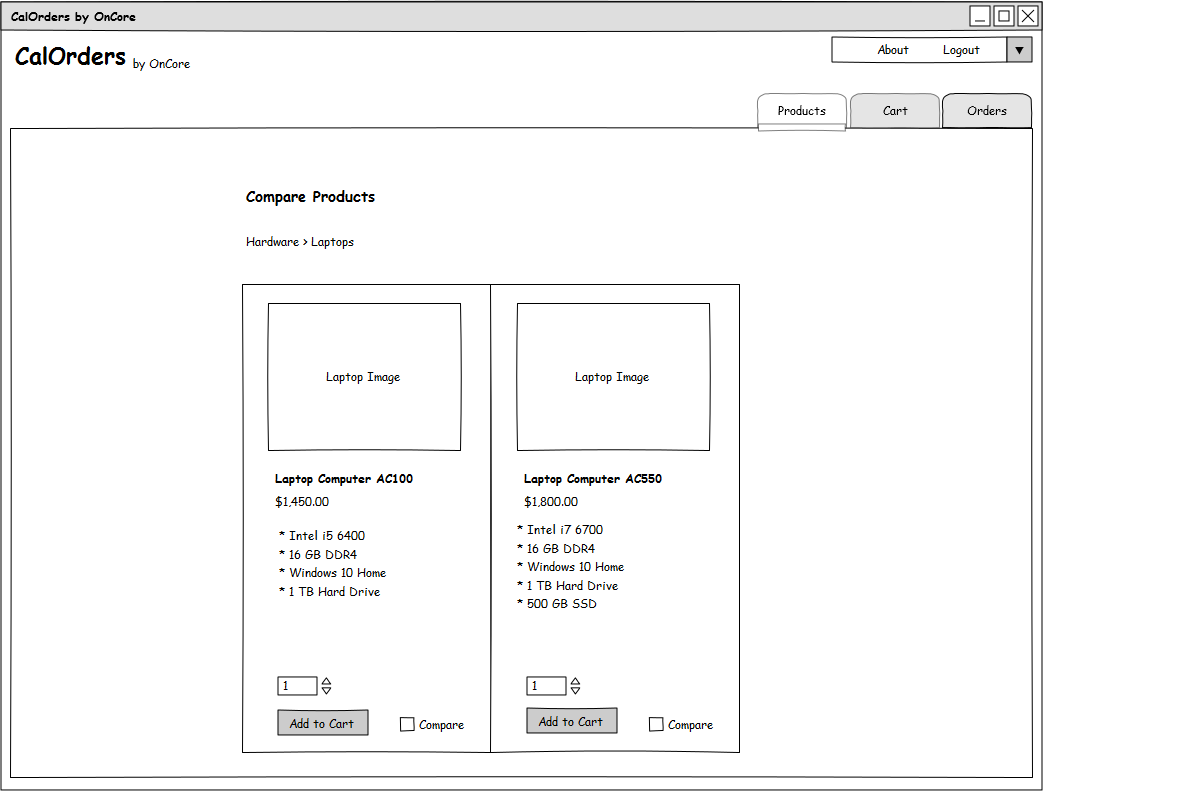 CalOrders by OnCore
CalOrders by OnCore
About Logout ▼
Products Cart Orders
Compare Products
Hardware > Laptops
Laptop Image
Laptop Computer AC100
$1,450.00
* Intel i5 6400
* 16 GB DDR4
* Windows 10 Home
* 1 TB Hard Drive
1
Add to Cart Compare
Laptop Image
Laptop Computer AC550
$1,800.00
* Intel i7 6700
* 16 GB DDR4
* Windows 10 Home
* 1 TB Hard Drive
* 500 GB SSD
1
Add to Cart Compare